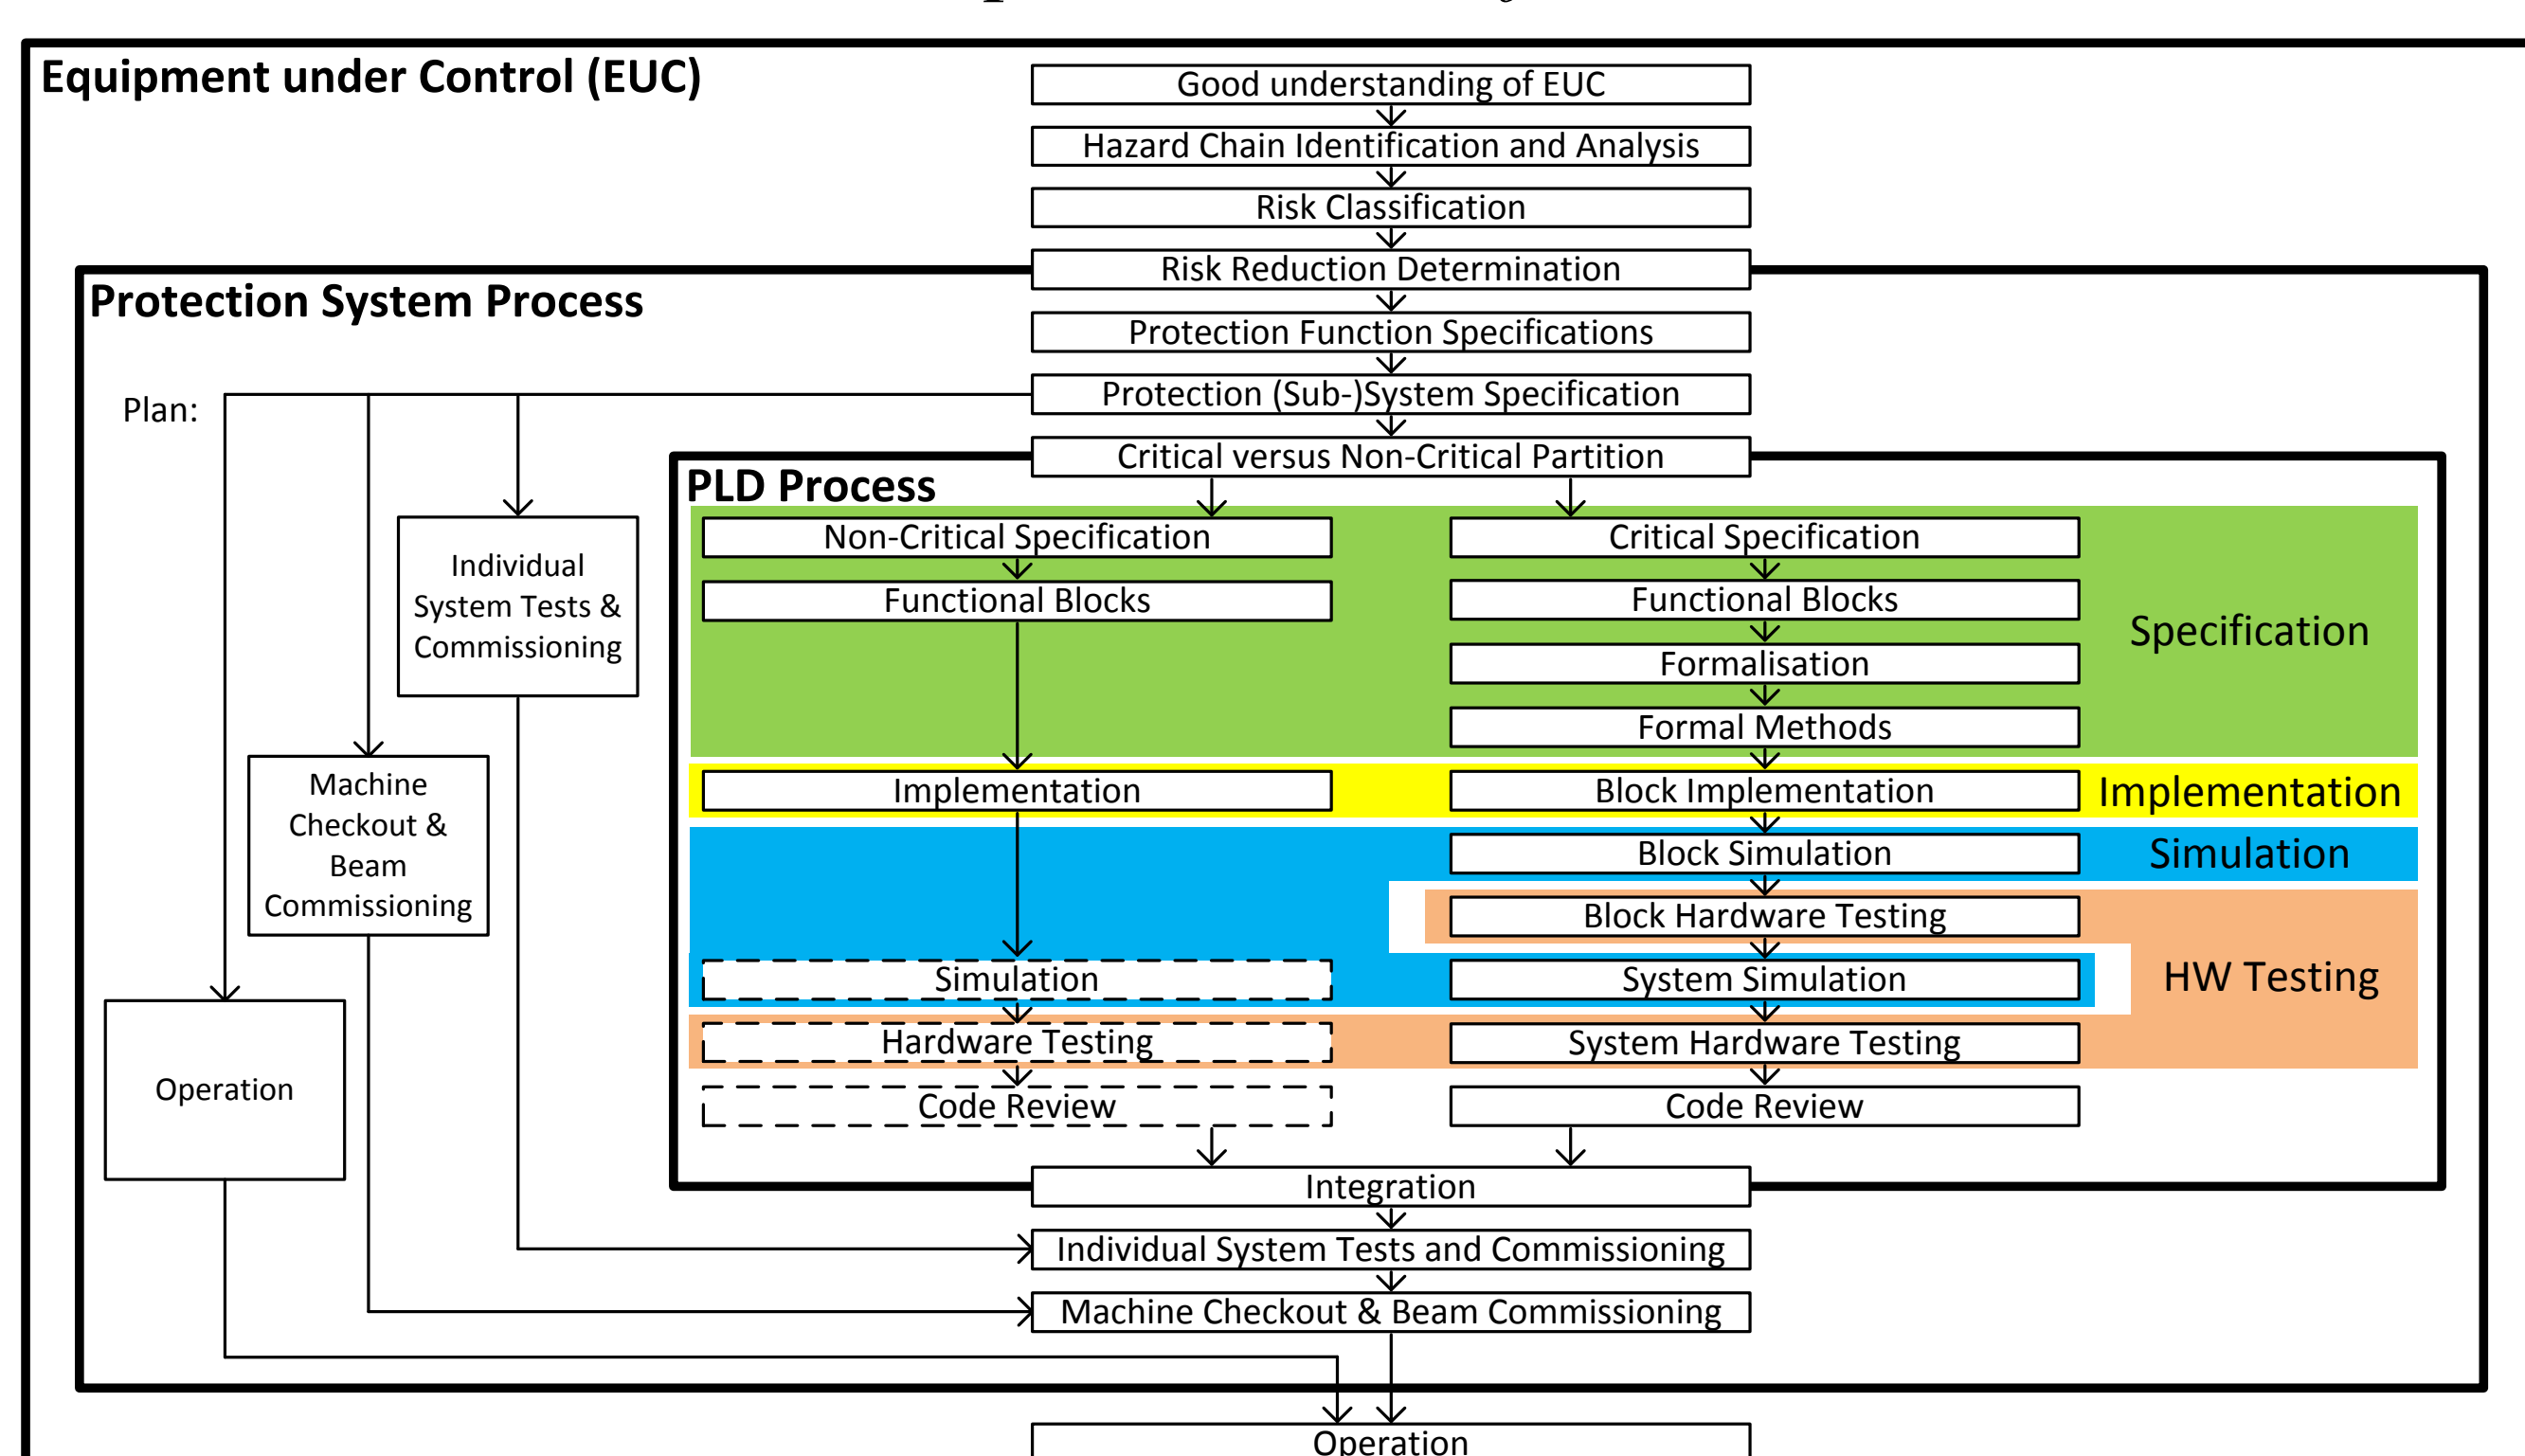 Equipment under Control (EUC)
Good understanding of EUC
Hazard Chain Identification and Analysis
Risk Classification
Risk Reduction Determination
Protection System Process
Protection Function Specifications
Plan:
Protection (Sub-)System Specification
Critical versus Non-Critical Partition
PLD Process
Individual
System Tests &
Commissioning
Machine
Checkout &
Beam
Commissioning
Operation
Non-Critical Specification
Functional Blocks
Implementation
Simulation
Hardware Testing
Code Review
Critical Specification
Functional Blocks
Formalisation
Formal Methods
Block Implementation
Block Simulation
Block Hardware Testing
System Simulation
System Hardware Testing
Code Review
Specification
Implementation
Simulation
HW Testing
Integration
Individual System Tests and Commissioning
Machine Checkout & Beam Commissioning
Operation